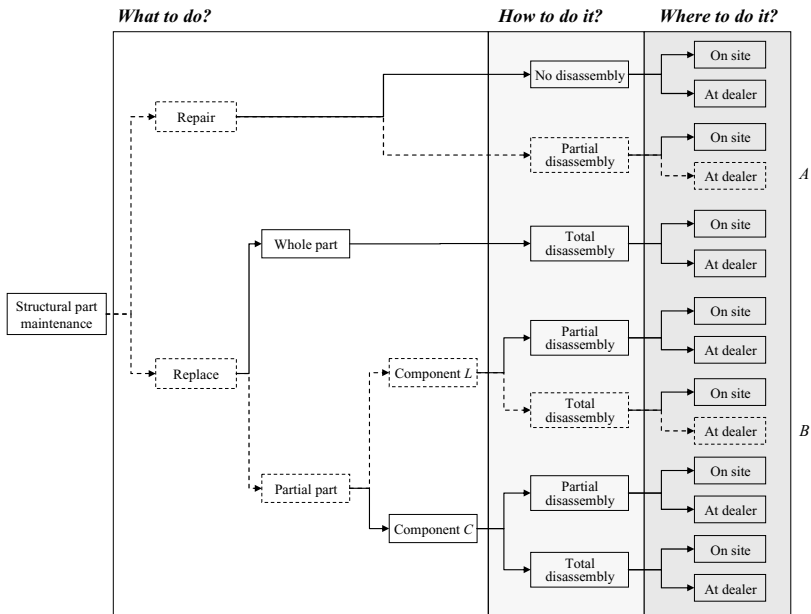 What to do?
How to do it?
Where to do it?
On site
No disassembly
At dealer
Repair
On site
Partial
disassembly
At dealer
A
On site
Whole part
Total
disassembly
At dealer
Structural part
maintenance
On site
Partial
disassembly
At dealer
Replace
Component L
On site
Total
disassembly
At dealer
B
On site
Partial part
Partial
disassembly
At dealer
Component C
On site
Total
disassembly
At dealer